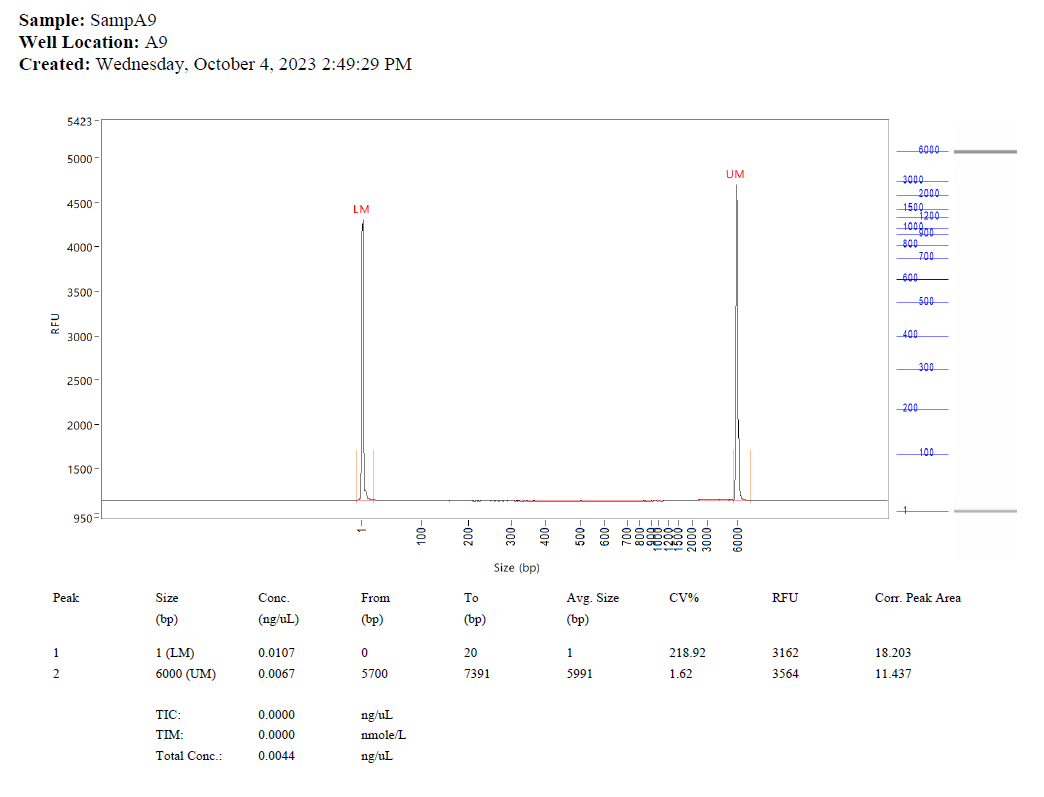 Sample: SampA9
Well Location: A9
Created: Wednesday, October 4, 2023 2:49:29 PM
5423
5000
4500
4000
3500
3000
2500
2000
1500
950
RFU
LM
UM
1 100 200 300 400 500 600 700 800 900 1000 1200 1500 2000 3000 6000
Size (bp)
6000
3000
2000
1500
1200
1000
900
800
700
600
500
400
300
200
100
1
Peak Size Conc. From To Avg. Size CV% RFU Corr. Peak Area
(bp) (ng/uL) (bp) (bp) (bp)
1 1 (LM) 0.0107 0 20 1 218.92 3162 18.203
2 6000 (UM) 0.0067 5700 7391 5991 1.62 3564 11.437
TIC: 0.0000 ng/uL
TIM: 0.0000 nmole/L
Total Conc.: 0.0044 ng/uL